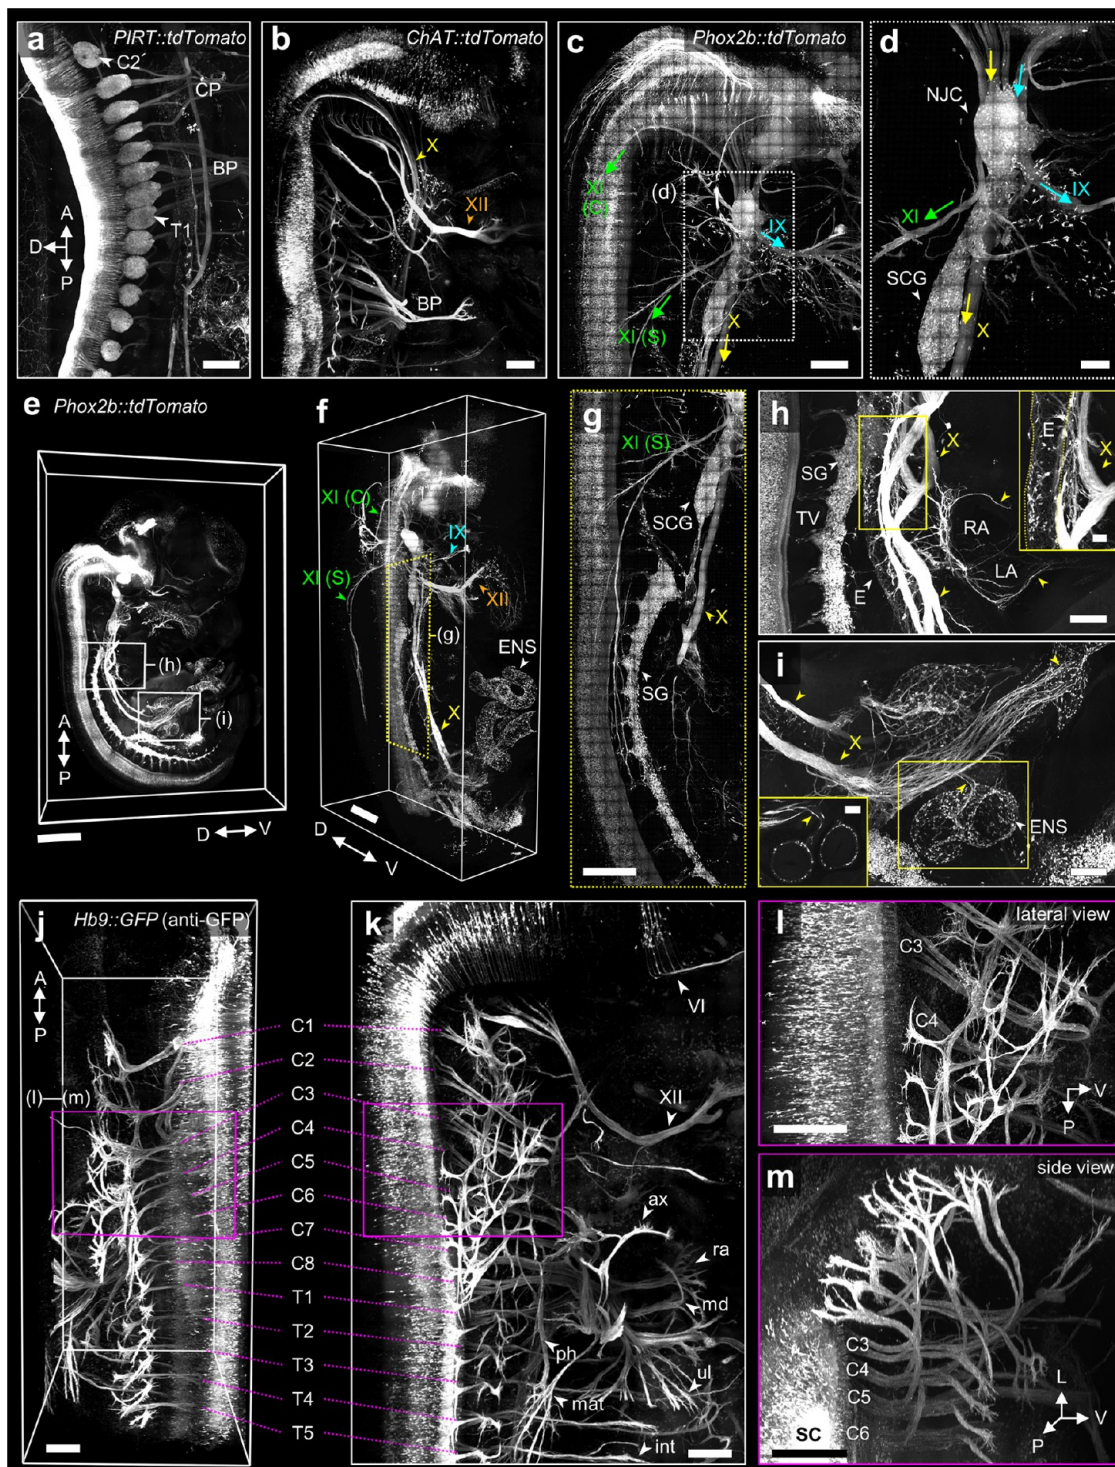 a
PIRT::tdTomato
C2
CP
BP
T1
A
D
P
b
ChAT::tdTomato
X
XII
BP
c
Phox2b::tdTomato
XI
(C)
(d)
IX
XI (S)
X
d
NJC
IX
XI
SCG
X
e
Phox2b::tdTomato
(h)
(i)
A
P
D
V
f
XI (C)
IX
XI (S)
XII
(g)
ENS
X
D
V
g
XI (S)
SCG
X
SG
h
SG
X
TV
RA
LA
E
E
X
i
X
ENS
j
Hb9::GFP (anti-GFP)
A
P
(l)
(m)
C1
C2
C3
C4
C5
C6
C7
C8
T1
T2
T3
T4
T5
k
VI
XII
ax
ra
md
ph
ul
mat
int
l
lateral view
C3
C4
V
P
m
side view
C3
C4
C5
C6
SC
L
V
P